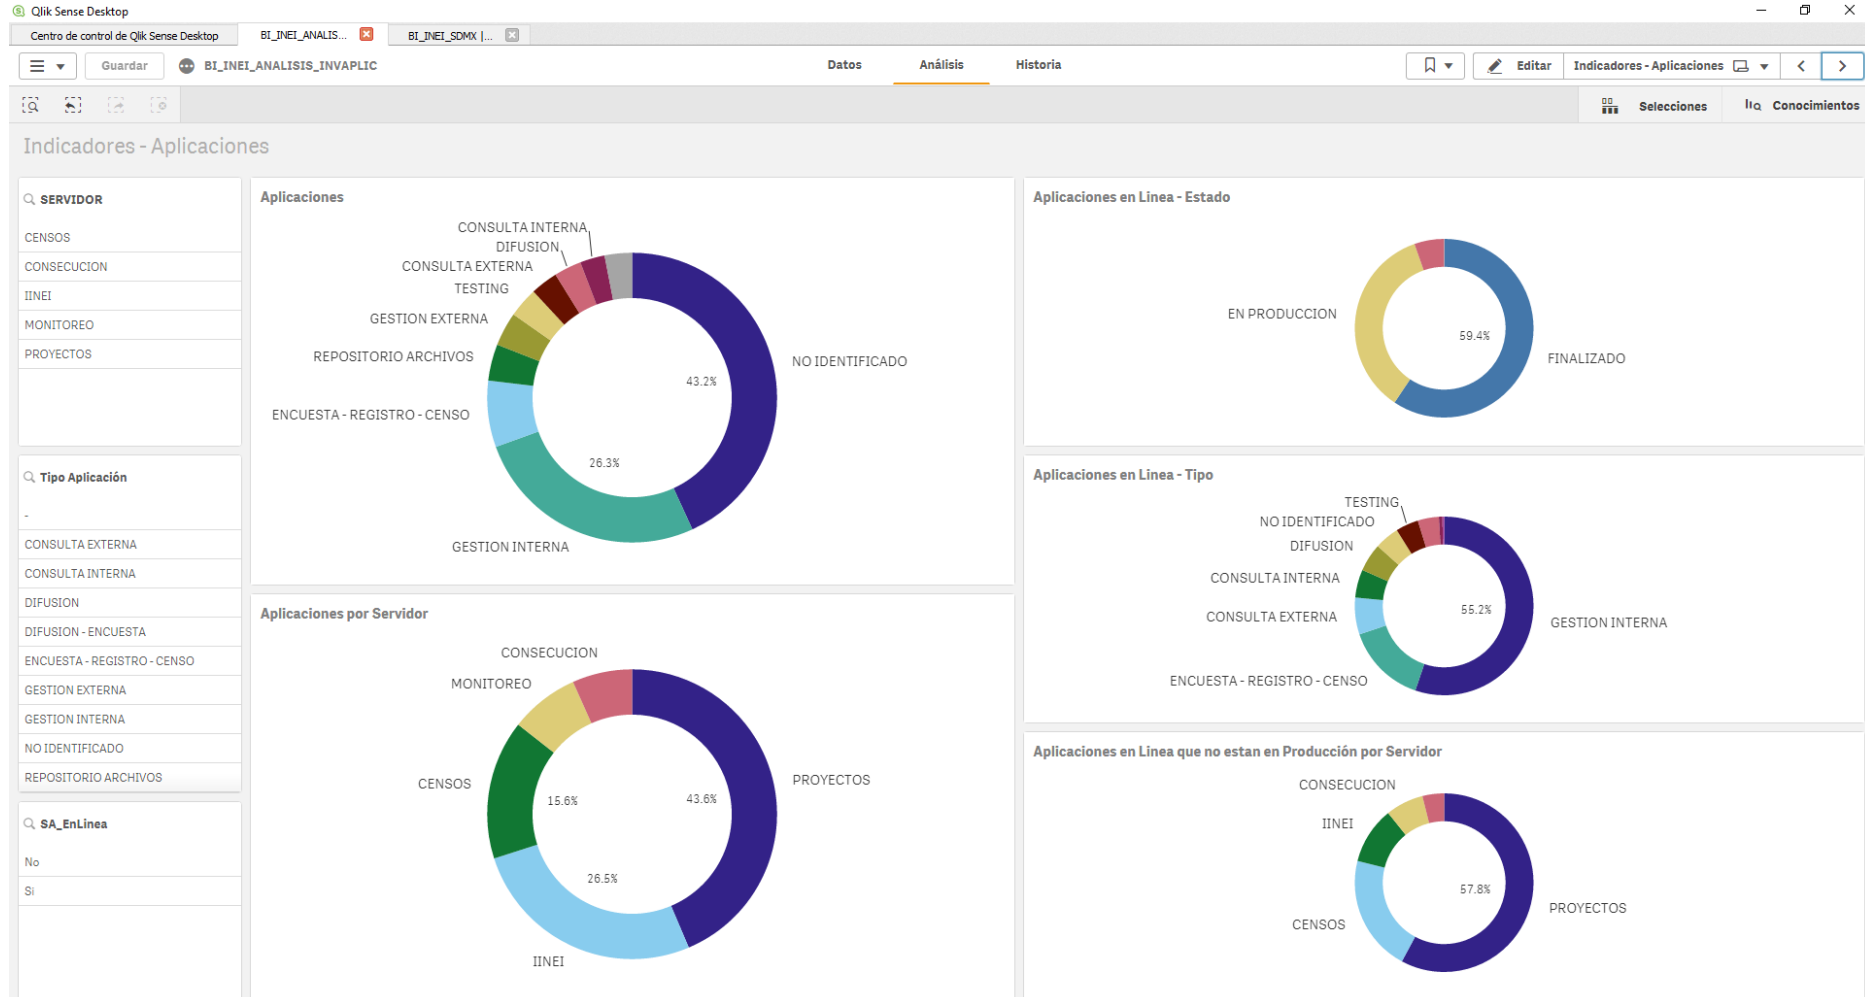 Qlik Sense Desktop
Centro de control de Qlik Sense Desktop
BI_INEI_ANALIS...
BI_INEI_SDMX |...
Guardar
BI_INEI_ANALISIS_INVAPLIC
Datos
Análisis
Historia
Editar
Indicadores - Aplicaciones
Selecciones
Conocimientos
Indicadores - Aplicaciones
SERVIDOR
CENSOS
CONSECUCION
IINEI
MONITOREO
PROYECTOS
Tipo Aplicación
-
CONSULTA EXTERNA
CONSULTA INTERNA
DIFUSION
DIFUSION - ENCUESTA
ENCUESTA - REGISTRO - CENSO
GESTION EXTERNA
GESTION INTERNA
NO IDENTIFICADO
REPOSITORIO ARCHIVOS
SA_EnLinea
No
Si
Aplicaciones
CONSULTA INTERNA
DIFUSION
CONSULTA EXTERNA
TESTING
GESTION EXTERNA
REPOSITORIO ARCHIVOS
ENCUESTA - REGISTRO - CENSO
GESTION INTERNA
NO IDENTIFICADO
43.2%
26.3%
Aplicaciones por Servidor
CONSECUCION
MONITOREO
CENSOS
IINEI
PROYECTOS
15.6%
43.6%
26.5%
Aplicaciones en Linea - Estado
EN PRODUCCION
59.4%
FINALIZADO
Aplicaciones en Linea - Tipo
TESTING
NO IDENTIFICADO
DIFUSION
CONSULTA INTERNA
CONSULTA EXTERNA
ENCUESTA - REGISTRO - CENSO
55.2%
GESTION INTERNA
Aplicaciones en Linea que no estan en Producción por Servidor
CONSECUCION
IINEI
CENSOS
57.8%
PROYECTOS